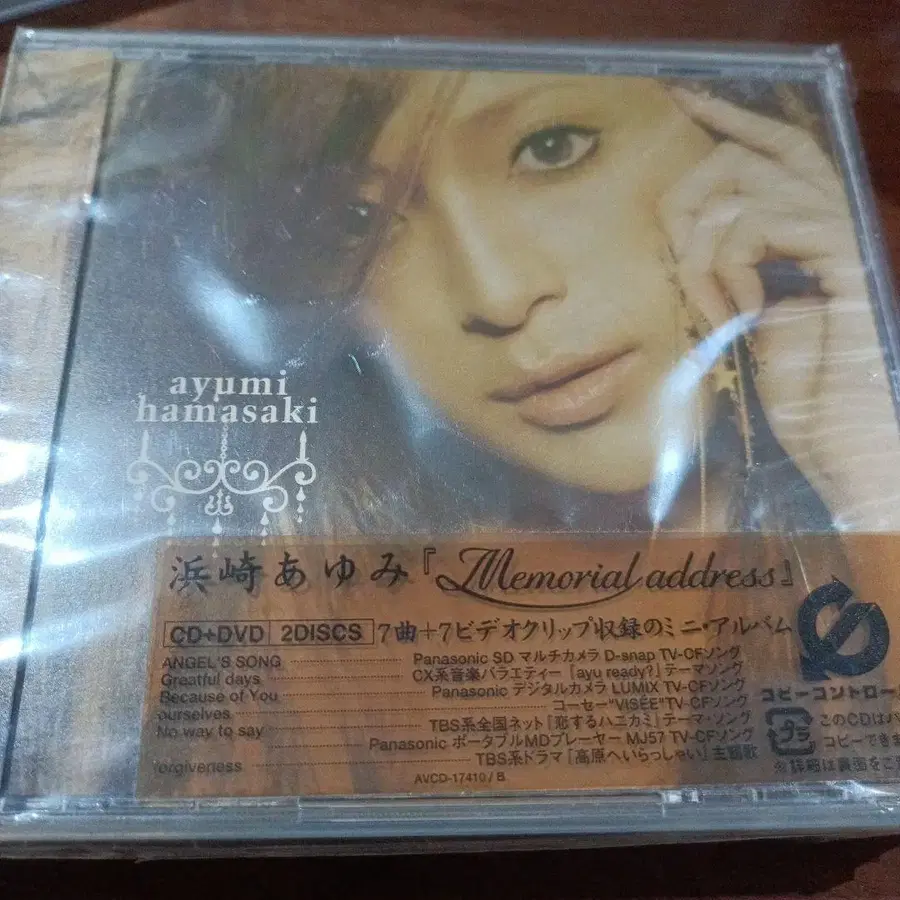 ayumi
hamasaki
浜崎あゆみ『Memorial address』
CD+DVD 2DISCS 7曲+7ビデオクリップ収録のミニ・アルバム
ANGEL'S SONG Panasonic SD マルチカメラ D-snap TV-CFソング
Greatful days CX系音楽バラエティー「ayu ready?」テーマソング
Because of You Panasonic デジタルカメラ LUMIX TV-CFソング
ourselves コーセー"VISÉE"TV-CFソング
No way to say TBS系全国ネット「恋するハニカミ」テーマ・ソング
Panasonic ポータブルMDプレーヤー MJ57 TV-CFソング
forgiveness TBS系ドラマ「高原へいらっしゃい」主題歌
AVCD-17410/B
コピーコントロール
プラ
このCDはパ
コピーできま
※詳細は裏面をご